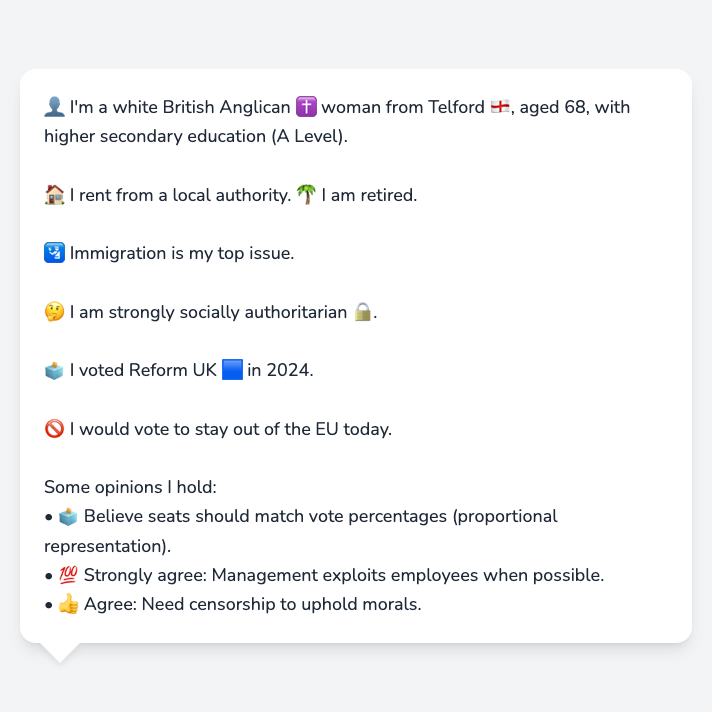 👤 I'm a white British Anglican ✝️ woman from Telford 🏴󠁧󠁢󠁥󠁮󠁧󠁿, aged 68, with
higher secondary education (A Level).
🏠 I rent from a local authority. 🌴 I am retired.
🛂 Immigration is my top issue.
🤔 I am strongly socially authoritarian 🔒.
🗳️ I voted Reform UK 🟦 in 2024.
🚫 I would vote to stay out of the EU today.
Some opinions I hold:
• 🗳️ Believe seats should match vote percentages (proportional
representation).
• 💯 Strongly agree: Management exploits employees when possible.
• 👍 Agree: Need censorship to uphold morals.